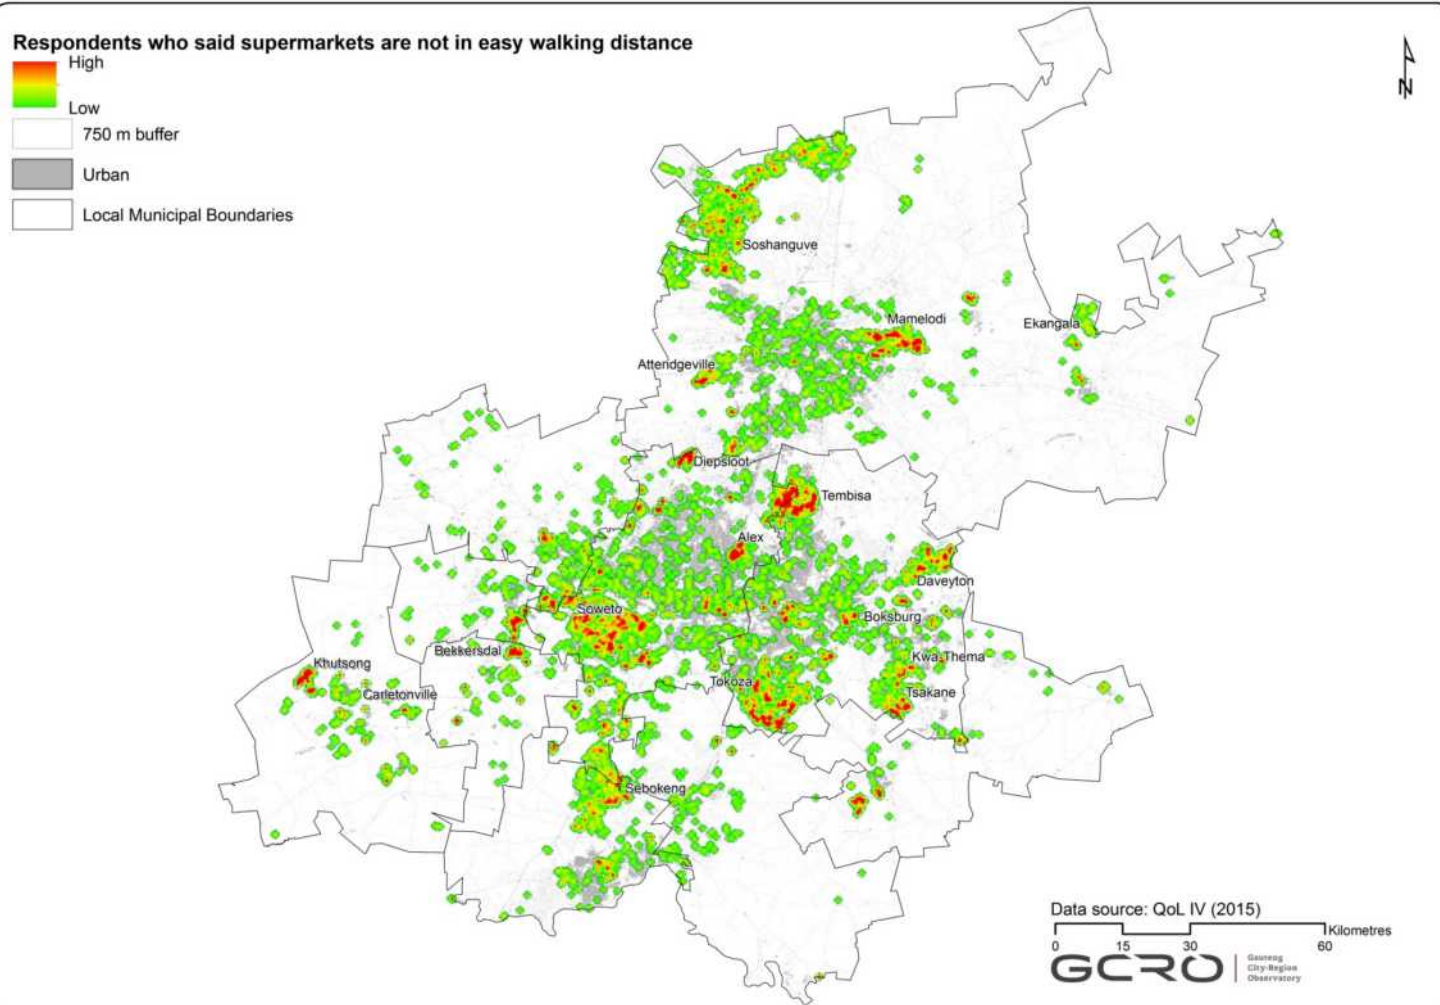 Respondents who said supermarkets are not in easy walking distance
High
Low
750 m buffer
Urban
Local Municipal Boundaries
N
Soshanguve
Mamelodi
Ekangala
Attendgeville
Diepsloot
Tembisa
Alex
Daveyton
Soweto
Boksburg
Bekkersdal
Kwa-Thema
Khutsong
Tokoza
Tsakane
Carletonville
Sebokeng
Data source: QoL IV (2015)
Kilometres
0 15 30 60
GCRO
Gauteng
City-Region
Observatory